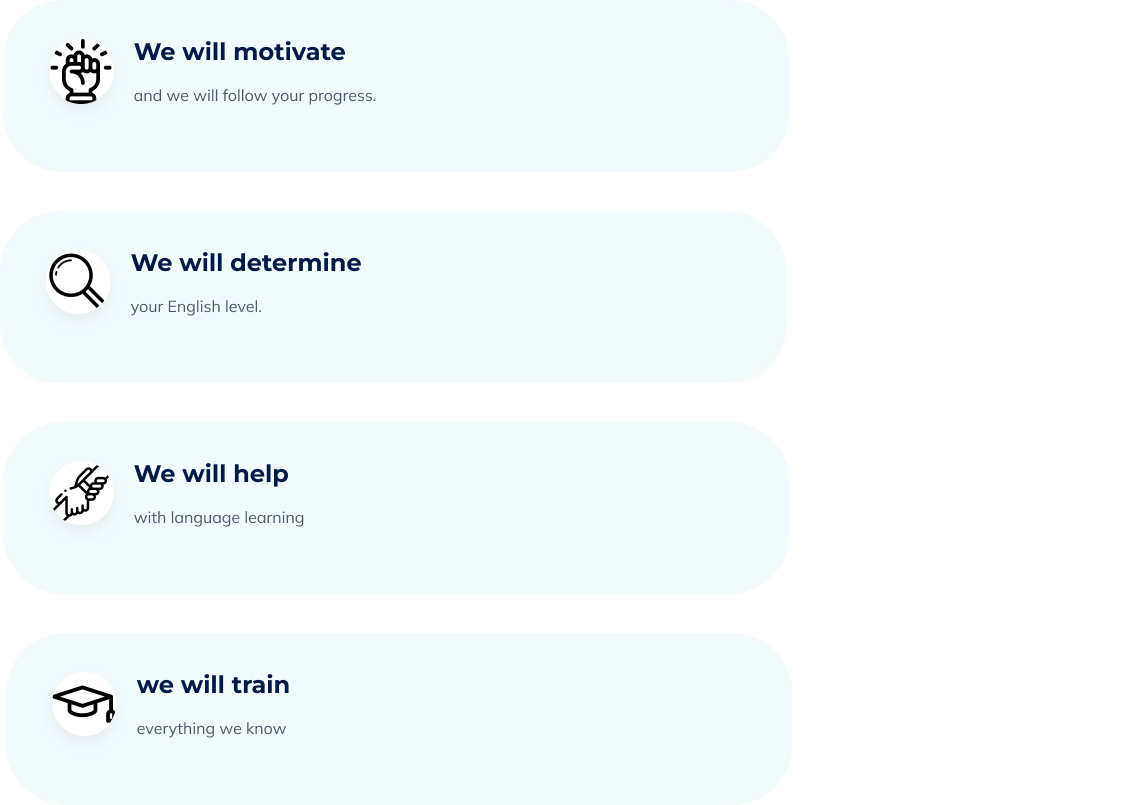 We will motivate
and we will follow your progress.
We will determine
your English level.
We will help
with language learning
we will train
everything we know